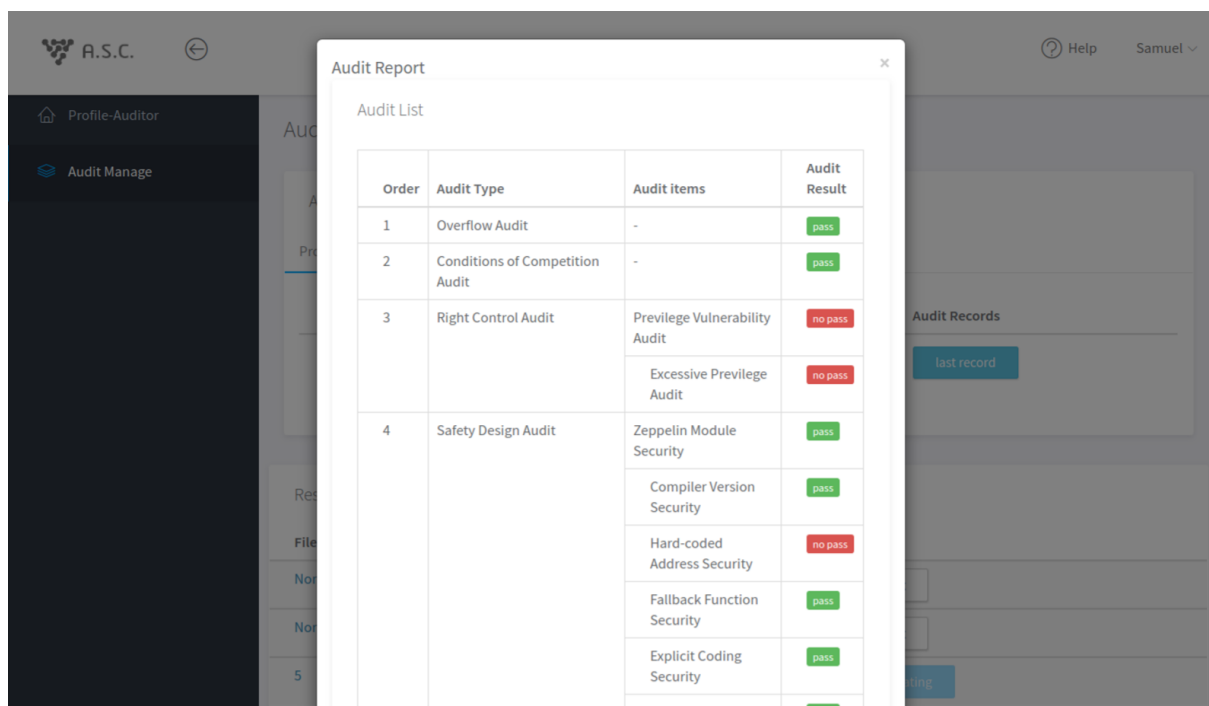 A.S.C.
Help
Samuel
Profile-Auditor
Audit Manage
Audit Report
×
Audit List
Order
Audit Type
Audit items
Audit
Result
1
Overflow Audit
-
pass
2
Conditions of Competition
Audit
-
pass
3
Right Control Audit
Previlege Vulnerability
Audit
no pass
Excessive Previlege
Audit
no pass
4
Safety Design Audit
Zeppelin Module
Security
pass
Compiler Version
Security
pass
Hard-coded
Address Security
no pass
Fallback Function
Security
pass
Explicit Coding
Security
pass
Audit Records
last record
File
5